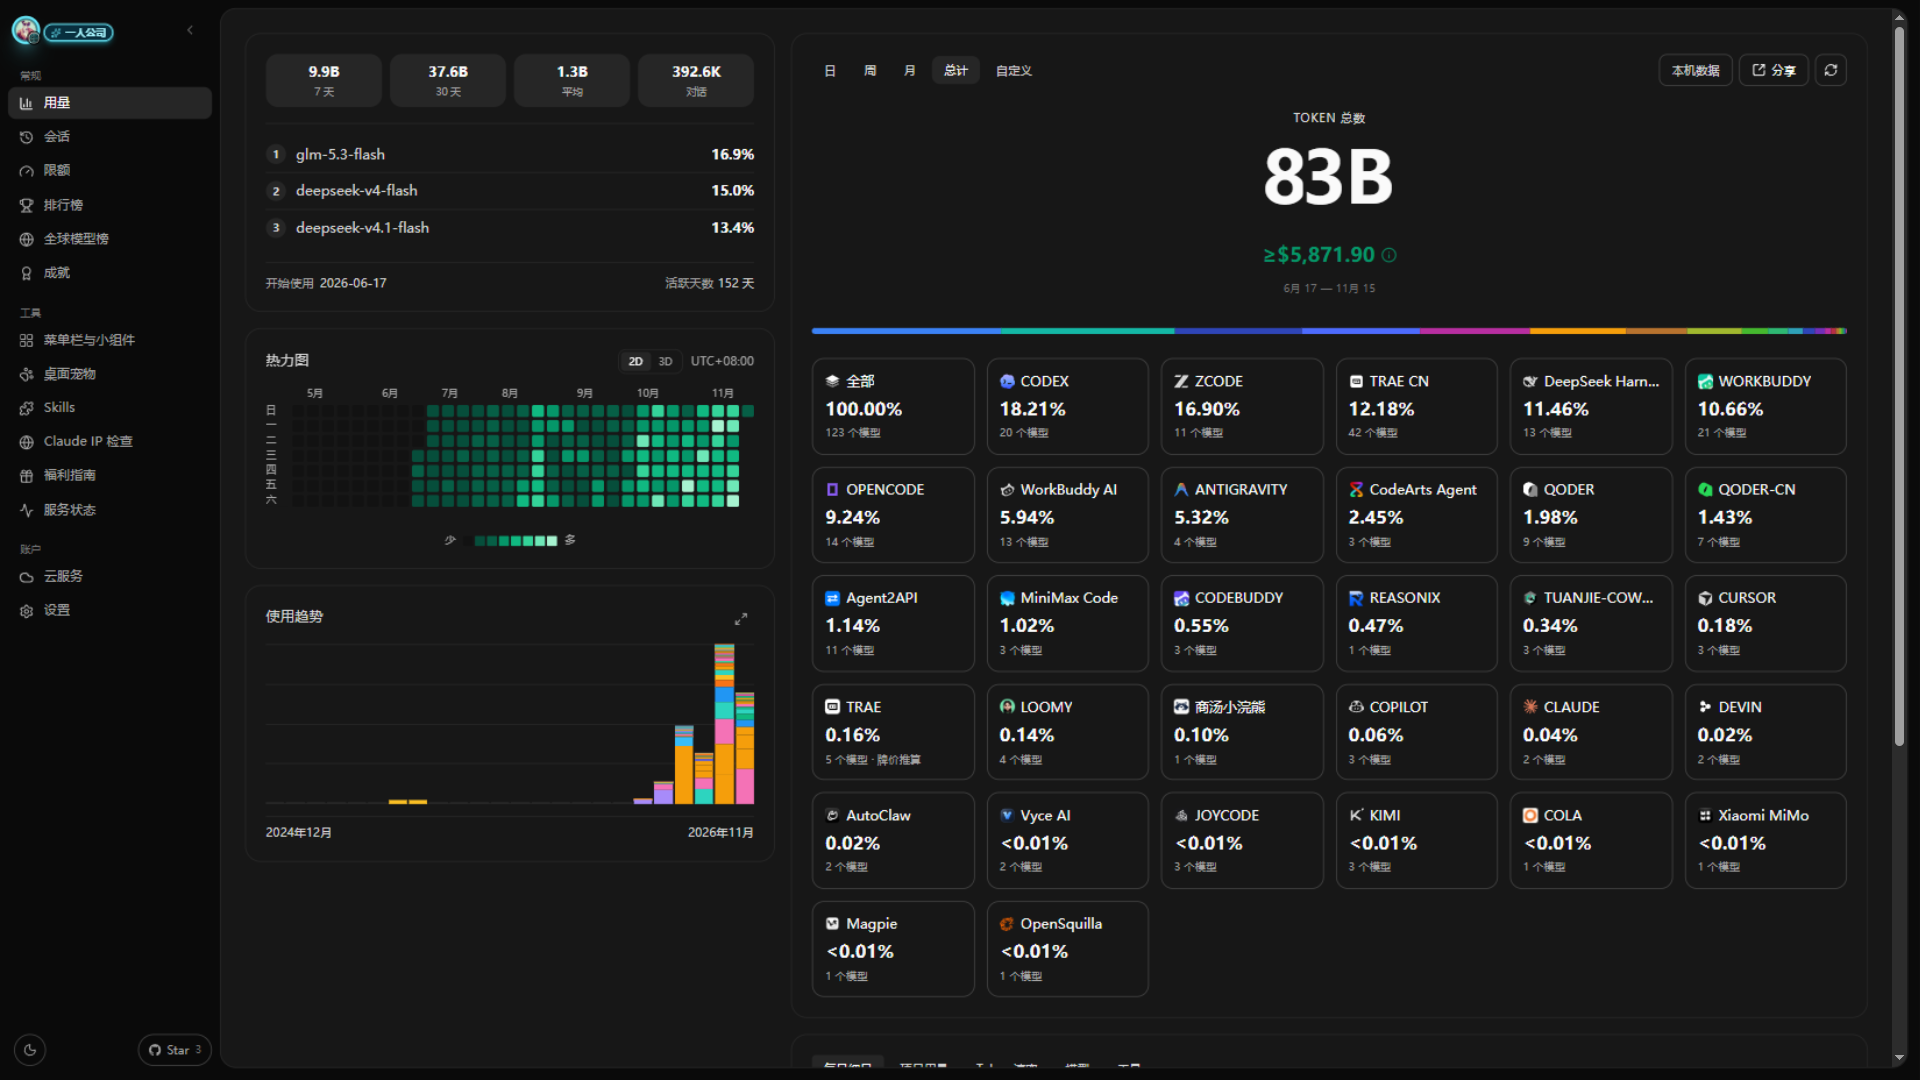 一人公司
常规
用量
会话
限额
排行榜
全球模型榜
成就
工具
菜单栏与小组件
桌面宠物
Skills
Claude IP 检查
福利指南
服务状态
账户
云服务
设置
Star 3
9.9B
7 天
37.6B
30 天
1.3B
平均
392.6K
对话
1 glm-5.3-flash 16.9%
2 deepseek-v4-flash 15.0%
3 deepseek-v4.1-flash 13.4%
开始使用 2026-06-17 活跃天数 152 天
热力图 2D 3D UTC+08:00
5月 6月 7月 8月 9月 10月 11月
日
一
二
三
四
五
六
少 多
使用趋势
2024年12月 2026年11月
日 周 月 总计 自定义 本机数据 分享
TOKEN 总数
83B
≥$5,871.90
6月 17 — 11月 15
全部
100.00%
123 个模型
CODEX
18.21%
20 个模型
ZCODE
16.90%
11 个模型
TRAE CN
12.18%
42 个模型
DeepSeek Harn...
11.46%
13 个模型
WORKBUDDY
10.66%
21 个模型
OPENCODE
9.24%
14 个模型
WorkBuddy AI
5.94%
13 个模型
ANTIGRAVITY
5.32%
4 个模型
CodeArts Agent
2.45%
3 个模型
QODER
1.98%
9 个模型
QODER-CN
1.43%
7 个模型
Agent2API
1.14%
11 个模型
MiniMax Code
1.02%
3 个模型
CODEBUDDY
0.55%
3 个模型
REASONIX
0.47%
1 个模型
TUANJIE-COW...
0.34%
3 个模型
CURSOR
0.18%
3 个模型
TRAE
0.16%
5 个模型 · 牌价推算
LOOMY
0.14%
4 个模型
商汤小浣熊
0.10%
1 个模型
COPILOT
0.06%
3 个模型
CLAUDE
0.04%
2 个模型
DEVIN
0.02%
2 个模型
AutoClaw
0.02%
2 个模型
Vyce AI
<0.01%
2 个模型
JOYCODE
<0.01%
3 个模型
KIMI
<0.01%
3 个模型
COLA
<0.01%
1 个模型
Xiaomi MiMo
<0.01%
1 个模型
Magpie
<0.01%
1 个模型
OpenSquilla
<0.01%
1 个模型